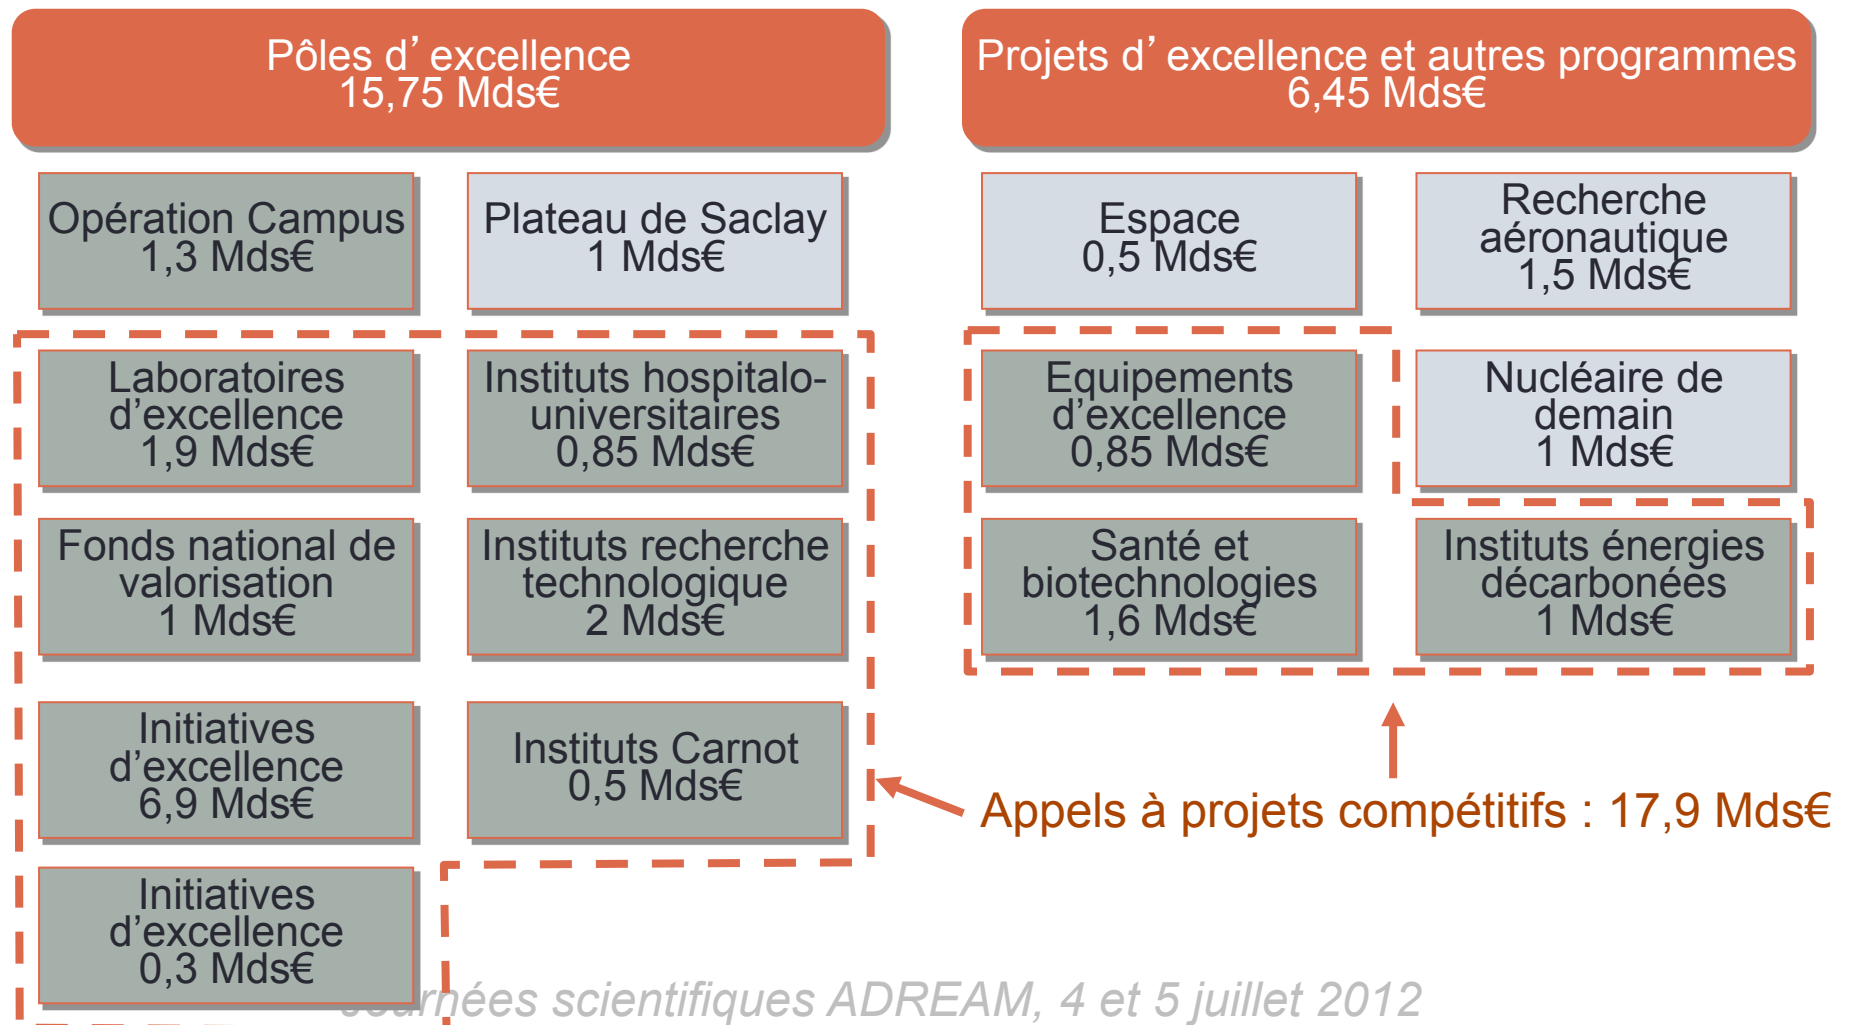 Pôles d’excellence
15,75 Mds€
Projets d’excellence et autres programmes
6,45 Mds€
Opération Campus
1,3 Mds€
Plateau de Saclay
1 Mds€
Espace
0,5 Mds€
Recherche
aéronautique
1,5 Mds€
Laboratoires
d’excellence
1,9 Mds€
Instituts hospitalo-
universitaires
0,85 Mds€
Equipements
d’excellence
0,85 Mds€
Nucléaire de
demain
1 Mds€
Fonds national de
valorisation
1 Mds€
Instituts recherche
technologique
2 Mds€
Santé et
biotechnologies
1,6 Mds€
Instituts énergies
décarbonées
1 Mds€
Initiatives
d’excellence
6,9 Mds€
Instituts Carnot
0,5 Mds€
Appels à projets compétitifs : 17,9 Mds€
Initiatives
d’excellence
0,3 Mds€
Journées scientifiques ADREAM, 4 et 5 juillet 2012